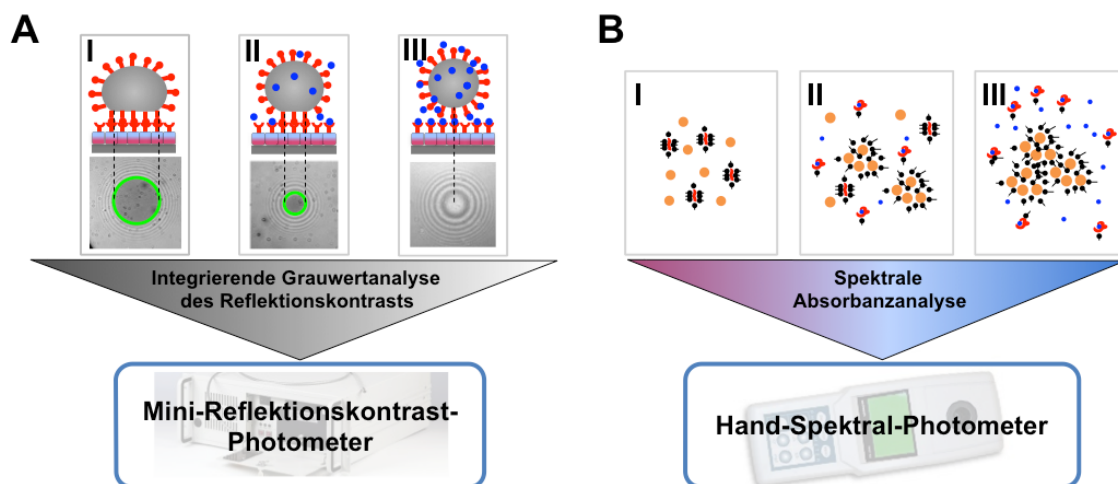 A
I
II
III
Integrierende Grauwertanalyse
des Reflektionskontrasts
Mini-Reflektionskontrast-
Photometer
B
I
II
III
Spektrale
Absorbanzanalyse
Hand-Spektral-Photometer